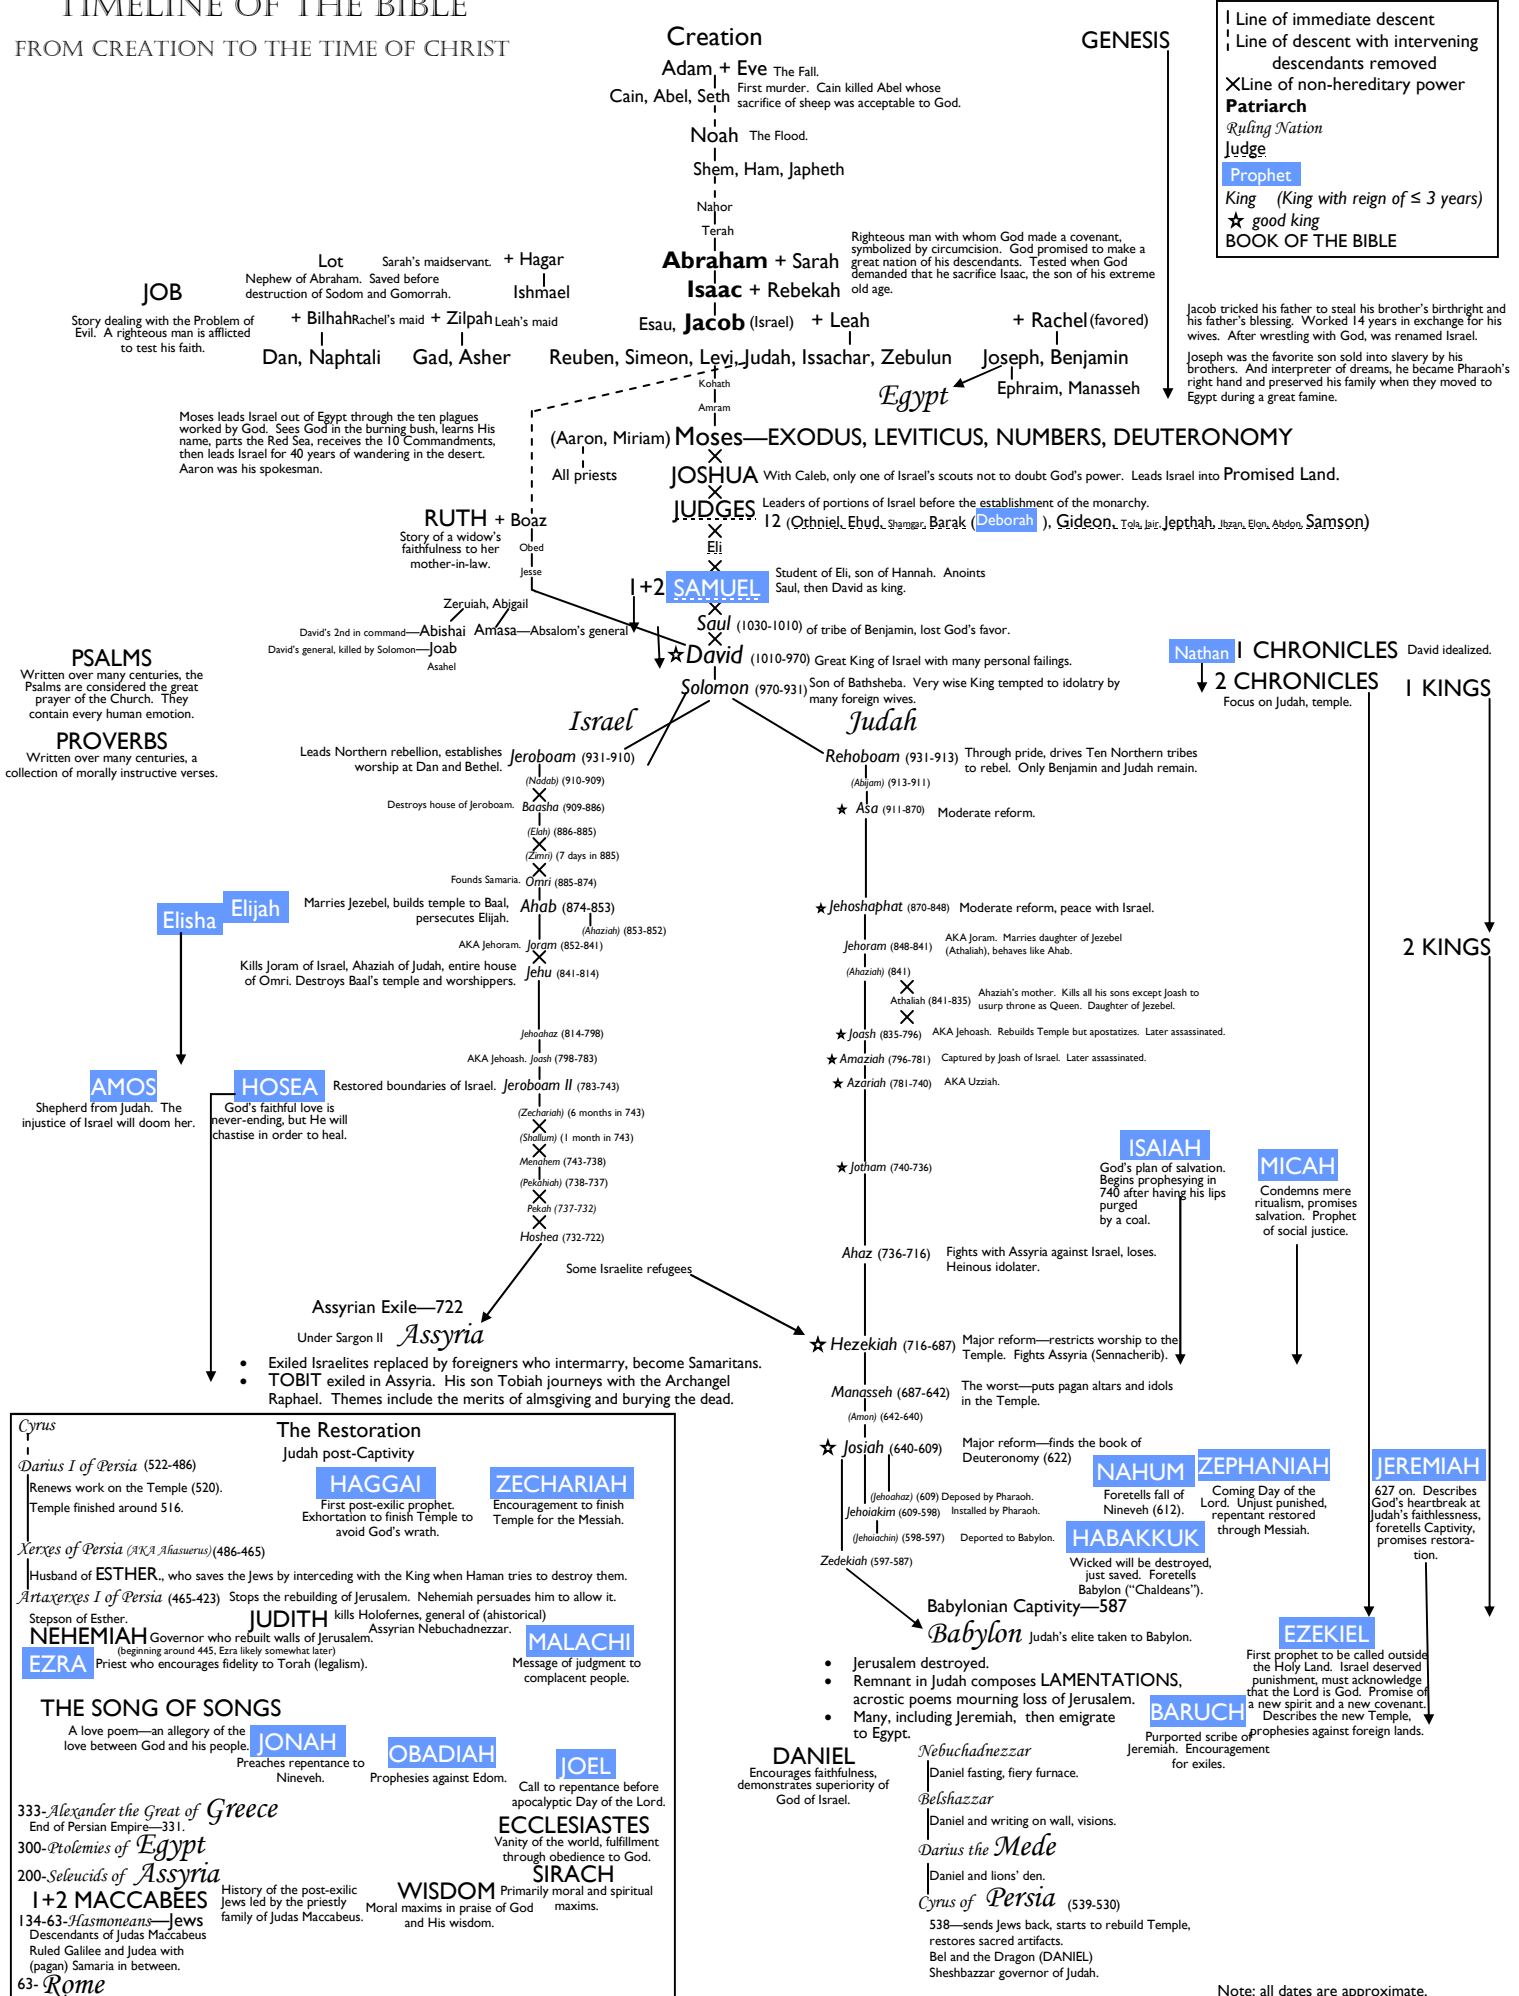 TIMELINE OF THE BIBLE
FROM CREATION TO THE TIME OF CHRIST
Line of immediate descent
Line of descent with intervening
descendants removed
Line of non-hereditary power
Patriarch
Ruling Nation
Judge
Prophet
King (King with reign of ≤ 3 years)
good king
BOOK OF THE BIBLE
Creation
GENESIS
Adam + Eve The Fall.
Cain, Abel, Seth
First murder. Cain killed Abel whose
sacrifice of sheep was acceptable to God.
Noah The Flood.
Shem, Ham, Japheth
Nahor
Terah
Abraham + Sarah
Righteous man with whom God made a covenant,
symbolized by circumcision. God promised to make a
great nation of his descendants. Tested when God
demanded that he sacrifice Isaac, the son of his extreme
old age.
Lot
Nephew of Abraham. Saved before
destruction of Sodom and Gomorrah.
Sarah's maidservant. + Hagar
Ishmael
Isaac + Rebekah
JOB
Story dealing with the Problem of
Evil. A righteous man is afflicted
to test his faith.
+ Bilhah Rachel's maid + Zilpah Leah's maid
Esau, Jacob (Israel) + Leah
+ Rachel (favored)
Dan, Naphtali
Gad, Asher
Reuben, Simeon, Levi, Judah, Issachar, Zebulun
Joseph, Benjamin
Jacob tricked his father to steal his brother's birthright and
his father's blessing. Worked 14 years in exchange for his
wives. After wrestling with God, was renamed Israel.
Joseph was the favorite son sold into slavery by his
brothers. And interpreter of dreams, he became Pharaoh's
right hand and preserved his family when they moved to
Egypt during a great famine.
Kohath
Amram
Egypt
Ephraim, Manasseh
Moses leads Israel out of Egypt through the ten plagues
worked by God. Sees God in the burning bush, learns His
name, parts the Red Sea, receives the 10 Commandments,
then leads Israel for 40 years of wandering in the desert.
Aaron was his spokesman.
(Aaron, Miriam) Moses—EXODUS, LEVITICUS, NUMBERS, DEUTERONOMY
All priests
JOSHUA With Caleb, only one of Israel's scouts not to doubt God's power. Leads Israel into Promised Land.
JUDGES
Leaders of portions of Israel before the establishment of the monarchy.
12 (Othniel, Ehud, Shamgar, Barak (Deborah ), Gideon, Tola, Jair, Jepthah, Ibzan, Elon, Abdon, Samson)
RUTH + Boaz
Story of a widow's
faithfulness to her
mother-in-law.
Obed
Jesse
Eli
1+2 SAMUEL
Student of Eli, son of Hannah. Anoints
Saul, then David as king.
Zeruiah, Abigail
David's 2nd in command—Abishai Amasa—Absalom's general
David's general, killed by Solomon—Joab
Asahel
Saul (1030-1010) of tribe of Benjamin, lost God's favor.
David (1010-970) Great King of Israel with many personal failings.
Nathan
1 CHRONICLES David idealized.
2 CHRONICLES
Focus on Judah, temple.
1 KINGS
PSALMS
Written over many centuries, the
Psalms are considered the great
prayer of the Church. They
contain every human emotion.
Solomon (970-931)
Son of Bathsheba. Very wise King tempted to idolatry by
many foreign wives.
PROVERBS
Written over many centuries, a
collection of morally instructive verses.
Israel
Judah
Leads Northern rebellion, establishes
worship at Dan and Bethel.
Jeroboam (931-910)
(Nadab) (910-909)
Destroys house of Jeroboam. Baasha (909-886)
(Elah) (886-885)
(Zimri) (7 days in 885)
Founds Samaria. Omri (885-874)
Rehoboam (931-913)
Through pride, drives Ten Northern tribes
to rebel. Only Benjamin and Judah remain.
(Abijam) (913-911)
Asa (911-870) Moderate reform.
Elisha
Elijah
Marries Jezebel, builds temple to Baal,
persecutes Elijah.
Ahab (874-853)
(Ahaziah) (853-852)
AKA Jehoram. Joram (852-841)
Kills Joram of Israel, Ahaziah of Judah, entire house
of Omri. Destroys Baal's temple and worshippers.
Jehu (841-814)
Jehoshaphat (870-848) Moderate reform, peace with Israel.
Jehoram (848-841)
AKA Joram. Marries daughter of Jezebel
(Athaliah), behaves like Ahab.
2 KINGS
(Ahaziah) (841)
Athaliah (841-835)
Ahaziah's mother. Kills all his sons except Joash to
usurp throne as Queen. Daughter of Jezebel.
Jehoahaz (814-798)
AKA Jehoash. Joash (798-783)
Restored boundaries of Israel. Jeroboam II (783-743)
Joash (835-796) AKA Jehoash. Rebuilds Temple but apostatizes. Later assassinated.
Amaziah (796-781) Captured by Joash of Israel. Later assassinated.
Azariah (781-740) AKA Uzziah.
AMOS
Shepherd from Judah. The
injustice of Israel will doom her.
HOSEA
God's faithful love is
never-ending, but He will
chastise in order to heal.
(Zechariah) (6 months in 743)
(Shallum) (1 month in 743)
Menahem (743-738)
(Pekahiah) (738-737)
Pekah (737-732)
Hoshea (732-722)
Jotham (740-736)
ISAIAH
God's plan of salvation.
Begins prophesying in
740 after having his lips
purged
by a coal.
MICAH
Condemns mere
ritualism, promises
salvation. Prophet
of social justice.
Ahaz (736-716)
Fights with Assyria against Israel, loses.
Heinous idolater.
Some Israelite refugees
Assyrian Exile—722
Under Sargon II Assyria
• Exiled Israelites replaced by foreigners who intermarry, become Samaritans.
• TOBIT exiled in Assyria. His son Tobiah journeys with the Archangel
Raphael. Themes include the merits of almsgiving and burying the dead.
Hezekiah (716-687)
Major reform—restricts worship to the
Temple. Fights Assyria (Sennacherib).
Manasseh (687-642)
The worst—puts pagan altars and idols
in the Temple.
(Amon) (642-640)
Josiah (640-609)
Major reform—finds the book of
Deuteronomy (622)
(Jehoahaz) (609) Deposed by Pharaoh.
Jehoiakim (609-598) Installed by Pharaoh.
(Jehoiachin) (598-597) Deported to Babylon.
Zedekiah (597-587)
NAHUM
Foretells fall of
Nineveh (612).
ZEPHANIAH
Coming Day of the
Lord. Unjust punished,
repentant restored
through Messiah.
JEREMIAH
627 on. Describes
God's heartbreak at
Judah's faithlessness,
foretells Captivity,
promises restora-
tion.
HABAKKUK
Wicked will be destroyed,
just saved. Foretells
Babylon ("Chaldeans").
Babylonian Captivity—587
Babylon Judah's elite taken to Babylon.
• Jerusalem destroyed.
• Remnant in Judah composes LAMENTATIONS,
acrostic poems mourning loss of Jerusalem.
• Many, including Jeremiah, then emigrate
to Egypt.
EZEKIEL
First prophet to be called outside
the Holy Land. Israel deserved
punishment, must acknowledge
that the Lord is God. Promise of
a new spirit and a new covenant.
Describes the new Temple,
prophesies against foreign lands.
BARUCH
Purported scribe of
Jeremiah. Encouragement
for exiles.
DANIEL
Encourages faithfulness,
demonstrates superiority of
God of Israel.
Nebuchadnezzar
Daniel fasting, fiery furnace.
Belshazzar
Daniel and writing on wall, visions.
Darius the Mede
Daniel and lions' den.
Cyrus of Persia (539-530)
538—sends Jews back, starts to rebuild Temple,
restores sacred artifacts.
Bel and the Dragon (DANIEL)
Sheshbazzar governor of Judah.
Note: all dates are approximate.
Cyrus
The Restoration
Judah post-Captivity
Darius I of Persia (522-486)
Renews work on the Temple (520).
Temple finished around 516.
HAGGAI
First post-exilic prophet.
Exhortation to finish Temple to
avoid God's wrath.
ZECHARIAH
Encouragement to finish
Temple for the Messiah.
Xerxes of Persia (AKA Ahasuerus) (486-465)
Husband of ESTHER., who saves the Jews by interceding with the King when Haman tries to destroy them.
Artaxerxes I of Persia (465-423) Stops the rebuilding of Jerusalem. Nehemiah persuades him to allow it.
Stepson of Esther.
JUDITH kills Holofernes, general of (ahistorical)
Assyrian Nebuchadnezzar.
NEHEMIAH Governor who rebuilt walls of Jerusalem.
(beginning around 445, Ezra likely somewhat later)
EZRA Priest who encourages fidelity to Torah (legalism).
MALACHI
Message of judgment to
complacent people.
THE SONG OF SONGS
A love poem—an allegory of the
love between God and his people.
JONAH
Preaches repentance to
Nineveh.
OBADIAH
Prophesies against Edom.
JOEL
Call to repentance before
apocalyptic Day of the Lord.
333-Alexander the Great of Greece
End of Persian Empire—331.
300-Ptolemies of Egypt
200-Seleucids of Assyria
ECCLESIASTES
Vanity of the world, fulfillment
through obedience to God.
SIRACH
Primarily moral and spiritual
maxims.
1+2 MACCABEES
History of the post-exilic
Jews led by the priestly
family of Judas Maccabeus.
WISDOM
Moral maxims in praise of God
and His wisdom.
134-63-Hasmoneans—Jews
Descendants of Judas Maccabeus
Ruled Galilee and Judea with
(pagan) Samaria in between.
63- Rome